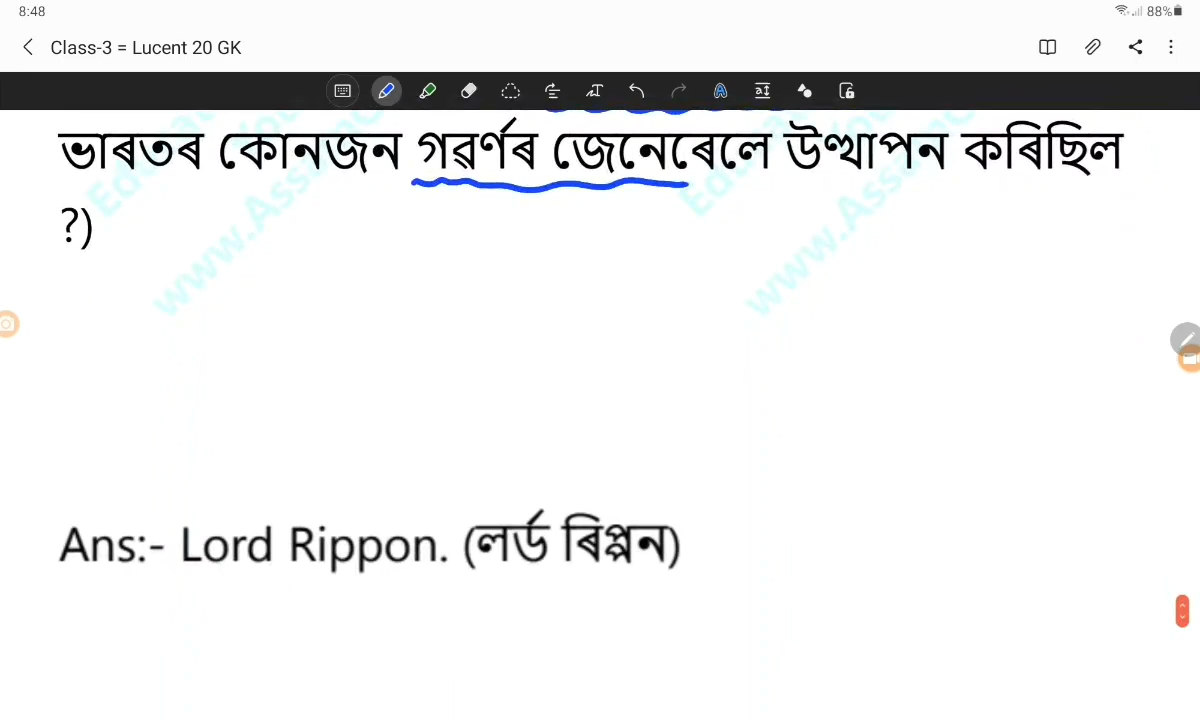 8:48
88%
Class-3 = Lucent 20 GK
ভাৰতৰ কোনজন গৱৰ্ণৰ জেনেৰেলে উত্থাপন কৰিছিল
?)
Ans:- Lord Rippon. (লৰ্ড ৰিপ্পন)